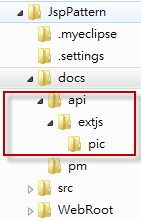 JspPattern
.myeclipse
.settings
docs
api
extjs
pic
pm
src
WebRoot